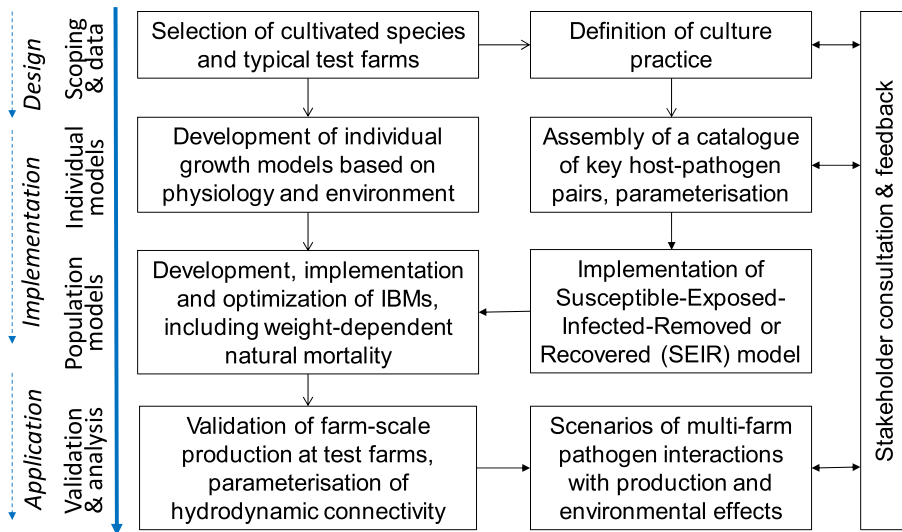 Design
Scoping
& data
Selection of cultivated species
and typical test farms
Definition of culture
practice
Implementation
Individual
models
Development of individual
growth models based on
physiology and environment
Assembly of a catalogue
of key host-pathogen
pairs, parameterisation
Population
models
Development, implementation
and optimization of IBMs,
including weight-dependent
natural mortality
Implementation of
Susceptible-Exposed-
Infected-Removed or
Recovered (SEIR) model
Application
Validation
& analysis
Validation of farm-scale
production at test farms,
parameterisation of
hydrodynamic connectivity
Scenarios of multi-farm
pathogen interactions
with production and
environmental effects
Stakeholder consultation & feedback